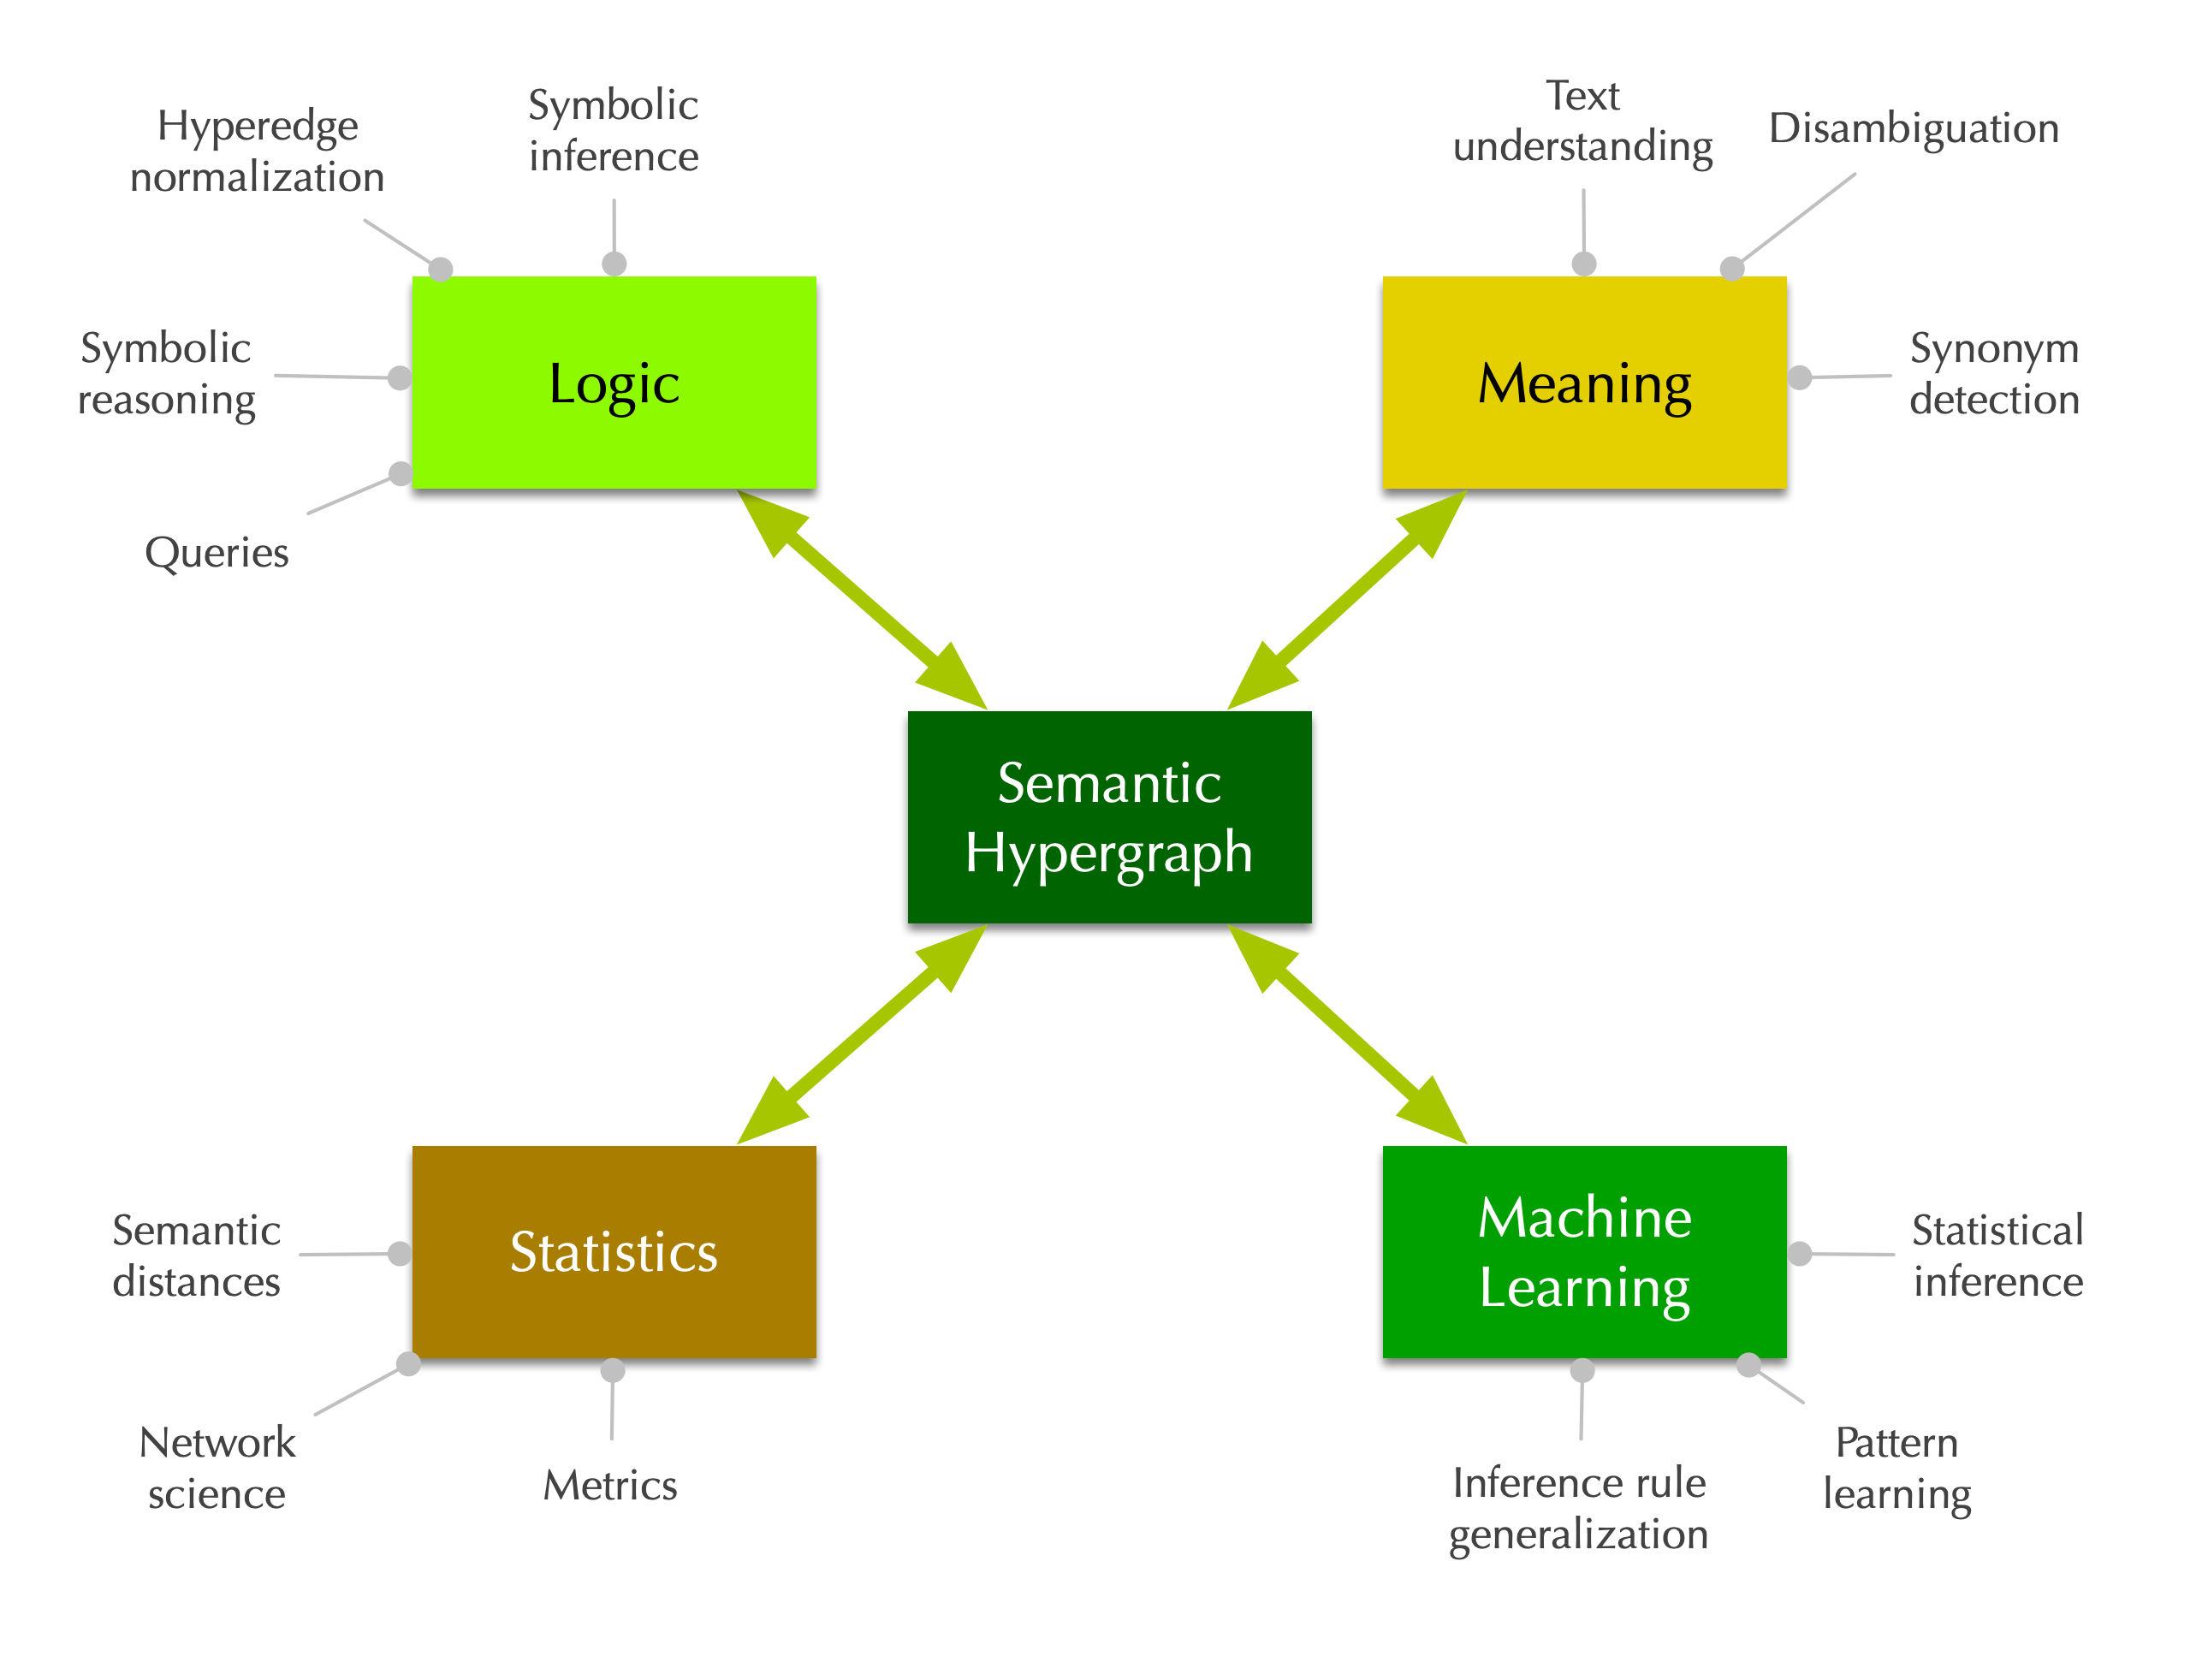 Hyperedge
normalization
Symbolic
inference
Symbolic
reasoning
Queries
Logic
Text
understanding
Disambiguation
Synonym
detection
Meaning
Semantic
Hypergraph
Semantic
distances
Network
science
Metrics
Statistics
Machine
Learning
Statistical
inference
Pattern
learning
Inference rule
generalization